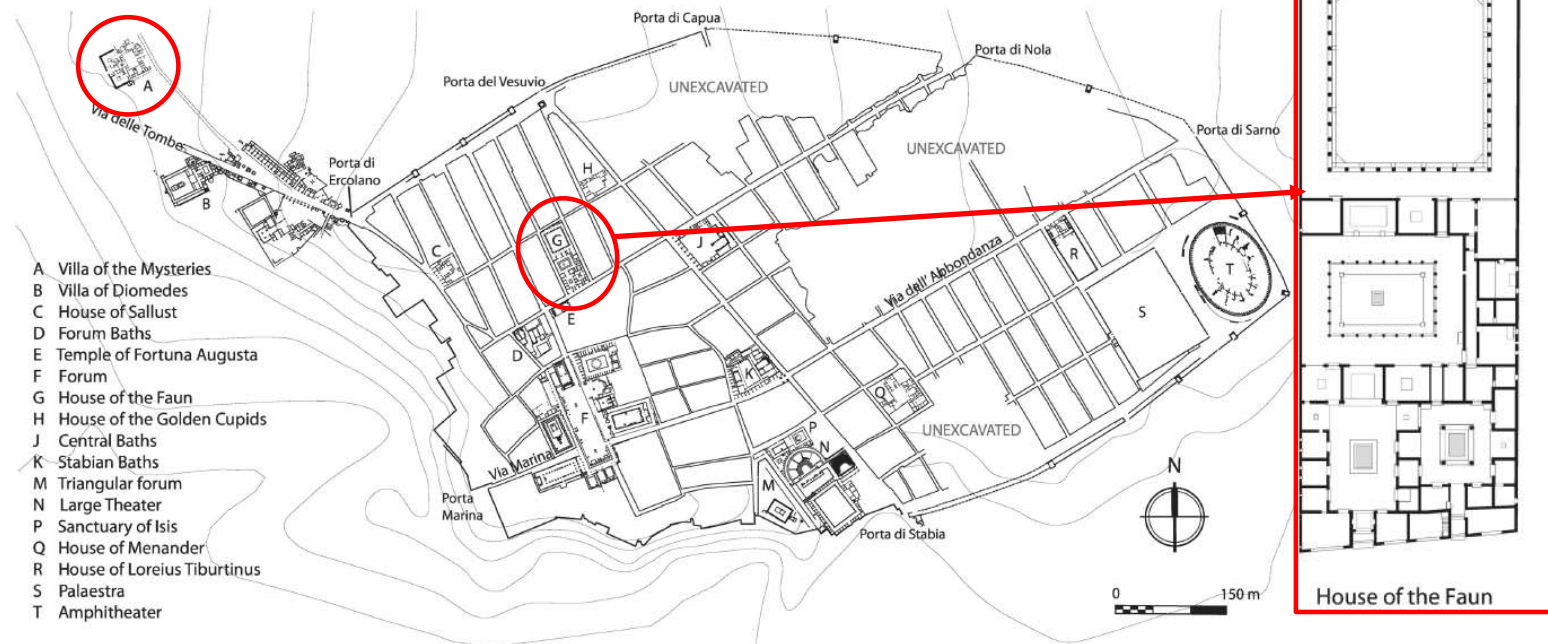 Porta di Capua
Porta di Nola
Porta del Vesuvio
UNEXCAVATED
A
Via delle Tombe
Porta di Sarno
UNEXCAVATED
Porta di
Ercolano
H
B
G
J
C
R
T
Via dell' Abbondanza
A Villa of the Mysteries
B Villa of Diomedes
C House of Sallust
D Forum Baths
E Temple of Fortuna Augusta
F Forum
G House of the Faun
H House of the Golden Cupids
J Central Baths
K Stabian Baths
M Triangular forum
N Large Theater
P Sanctuary of Isis
Q House of Menander
R House of Loreius Tiburtinus
S Palaestra
T Amphitheater
E
S
D
K
Q
F
P
UNEXCAVATED
N
Via Marina
M
N
Porta
Marina
Porta di Stabia
0 150 m
House of the Faun